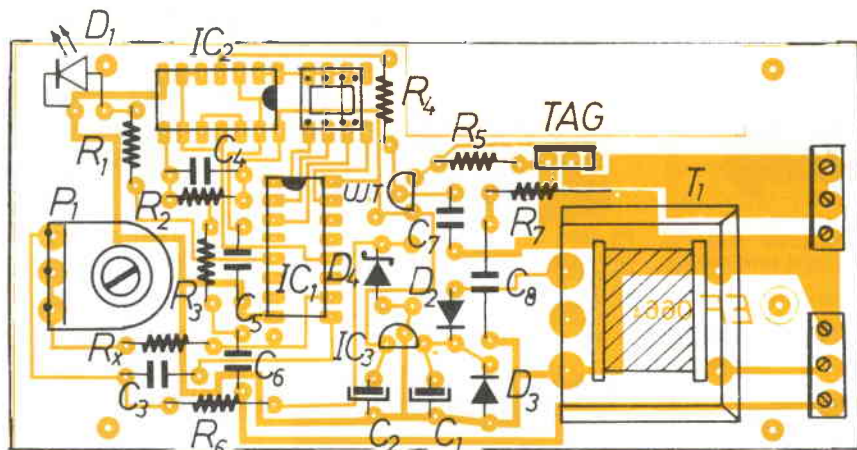 D1
IC2
R4
R5
TAG
R1
C4
T1
P1
R2
UJT
R7
C7
IC1
D4
D2
R3
C8
C5
IC3
Rx
C6
D3
C3
R6
C2
C1